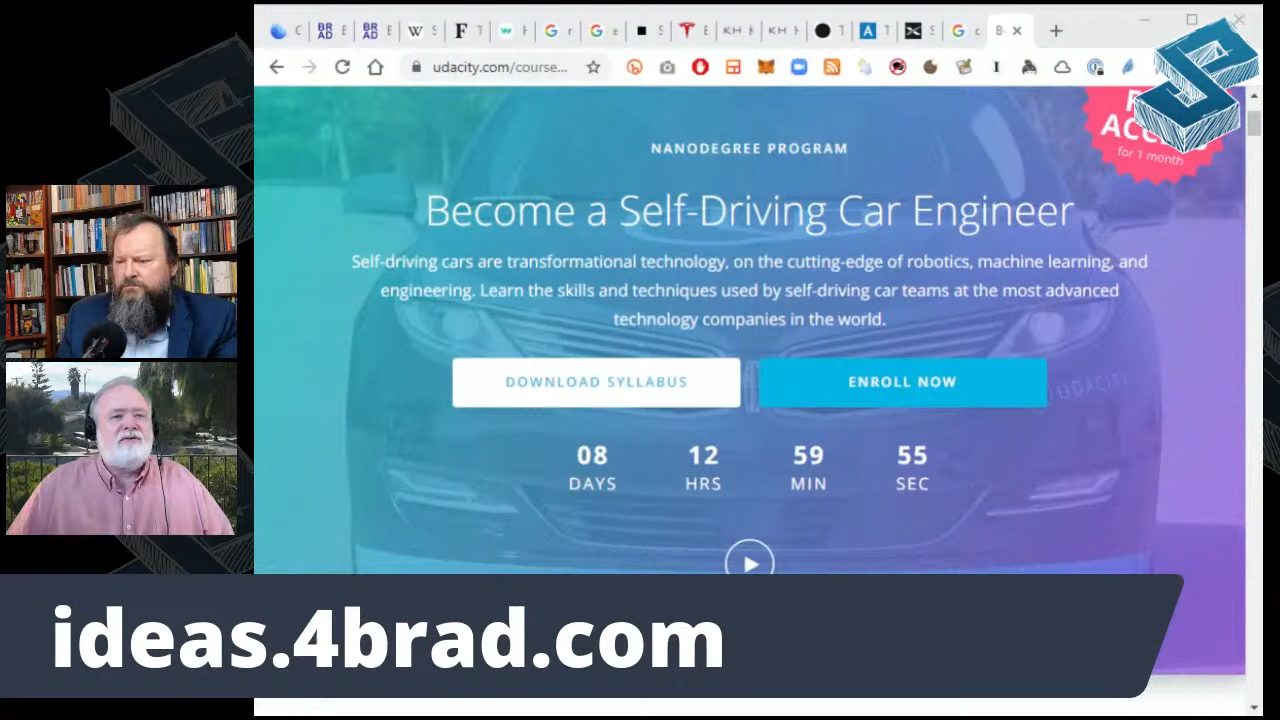 BRAD
BRAD
udacity.com/course...
NANODEGREE PROGRAM
Become a Self-Driving Car Engineer
Self-driving cars are transformational technology, on the cutting-edge of robotics, machine learning, and
engineering. Learn the skills and techniques used by self-driving car teams at the most advanced
technology companies in the world.
DOWNLOAD SYLLABUS
ENROLL NOW
08 12 59 55
DAYS HRS MIN SEC
for 1 month
UDACITY
ideas.4brad.com